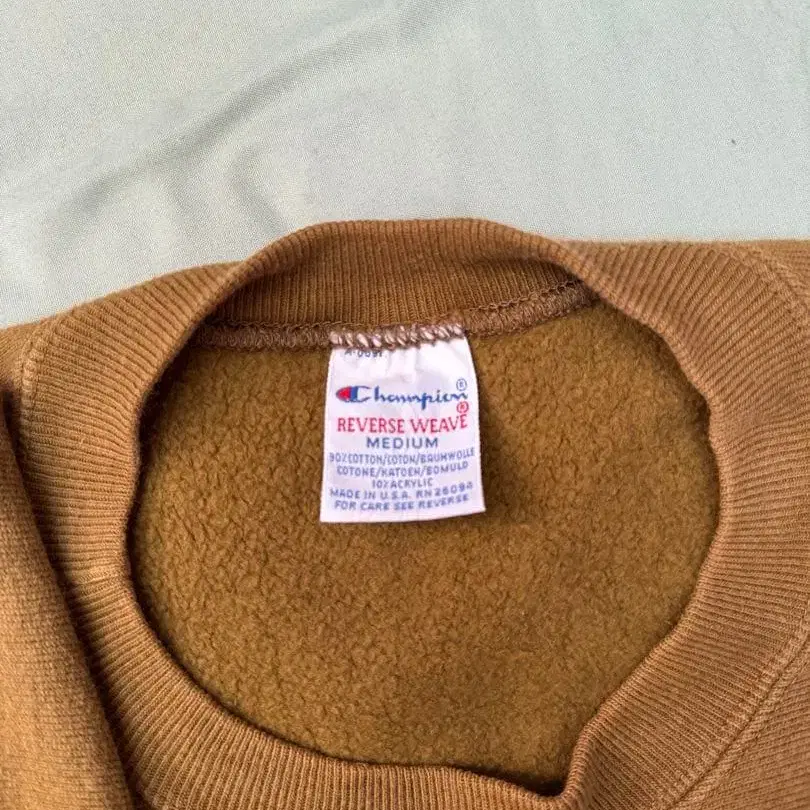 Champion®
REVERSE WEAVE®
MEDIUM
90%COTTON/COTON/BAUMWOLLE
COTONE/KATOEN/BOMULD
10%ACRYLIC
MADE IN U.S.A. RN 26094
FOR CARE SEE REVERSE